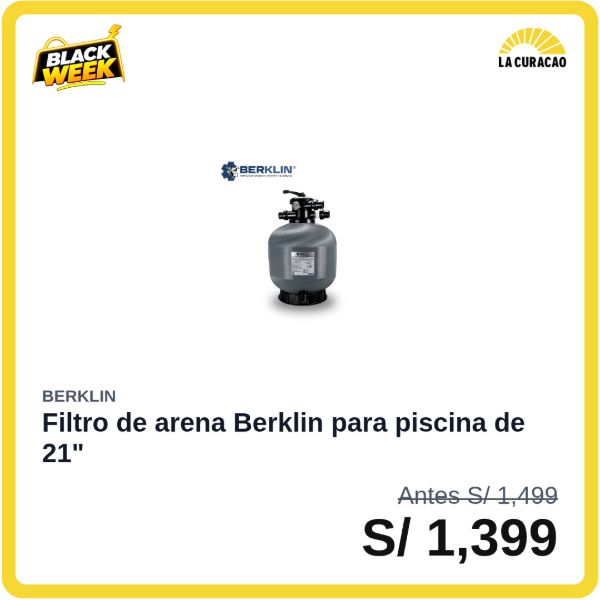 BLACK
WEEK
LA CURACAO
BERKLIN®
BERKLIN
Filtro de arena Berklin para piscina de
21"
Antes S/ 1,499
S/ 1,399